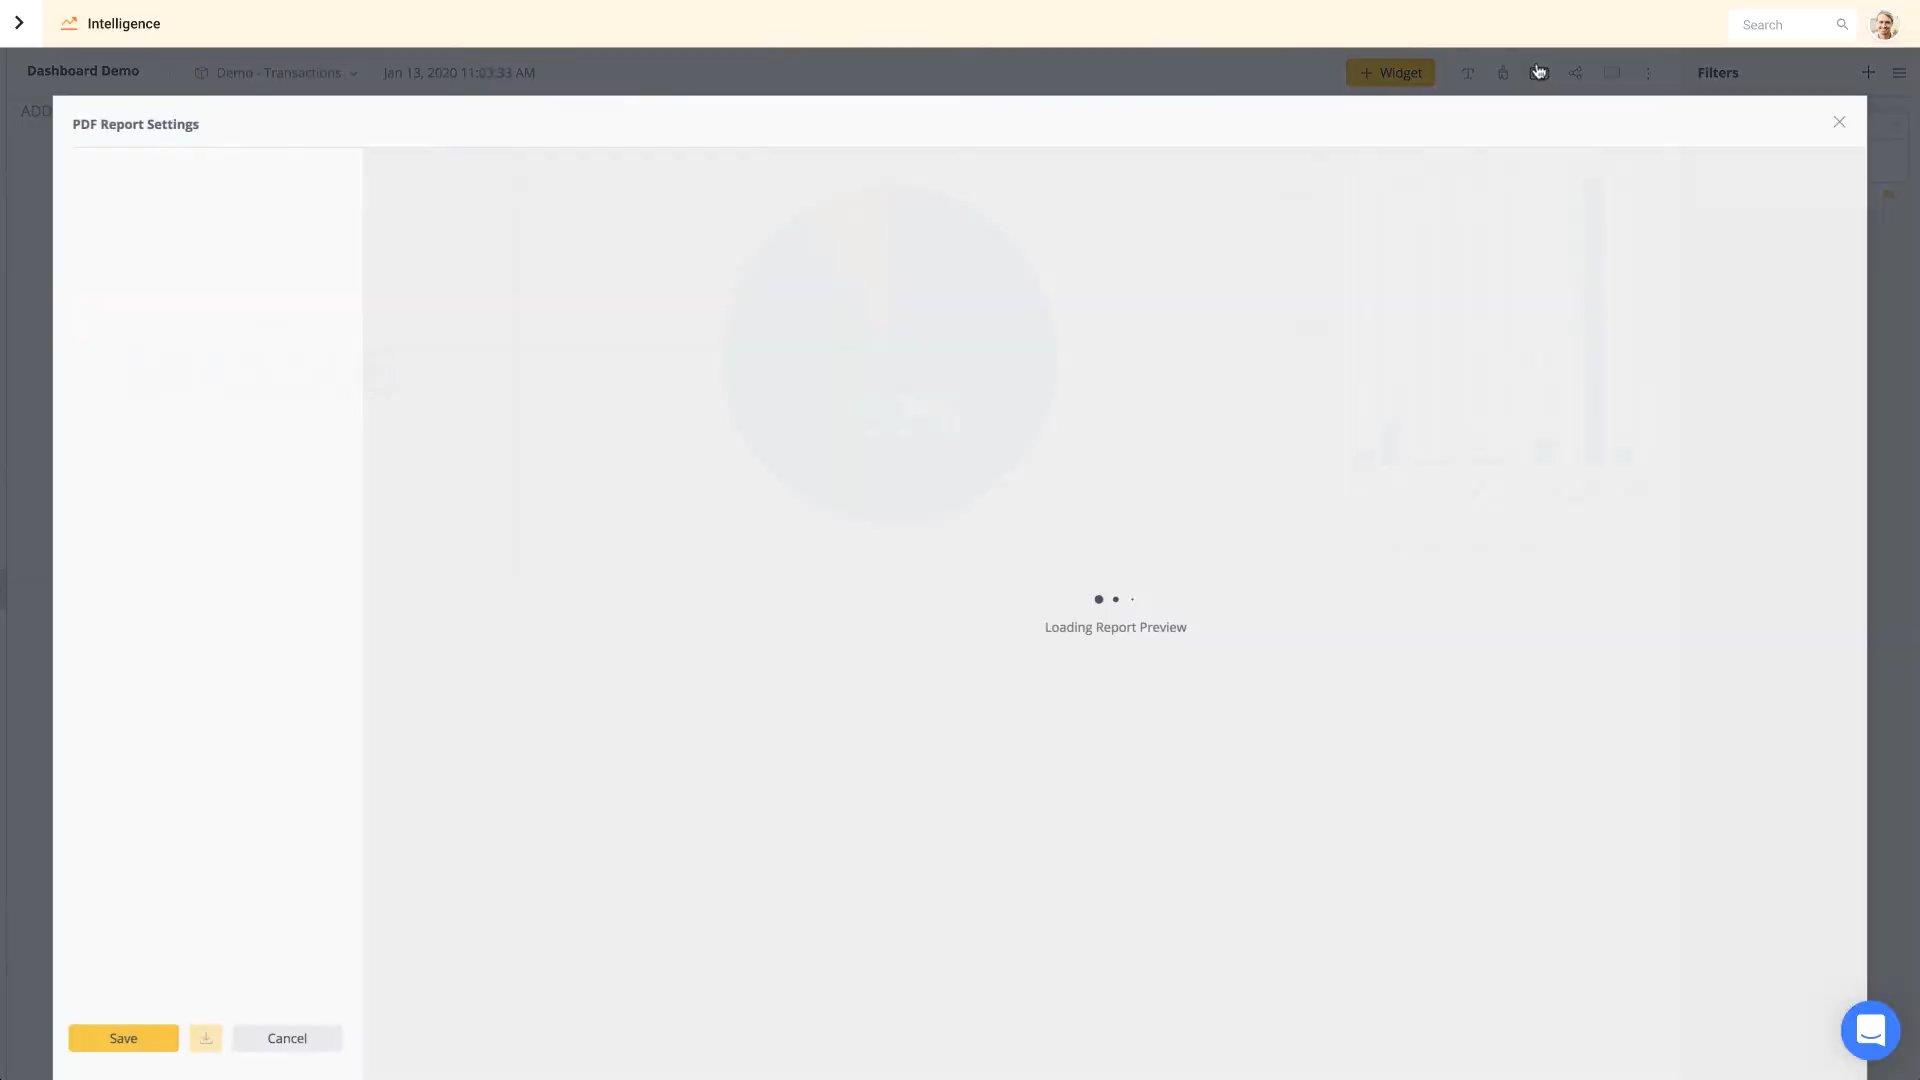 Intelligence
Search
Dashboard Demo
Demo - Transactions
Jan 13, 2020 11:03:33 AM
+ Widget
Filters
ADD
PDF Report Settings
Loading Report Preview
Save
Cancel